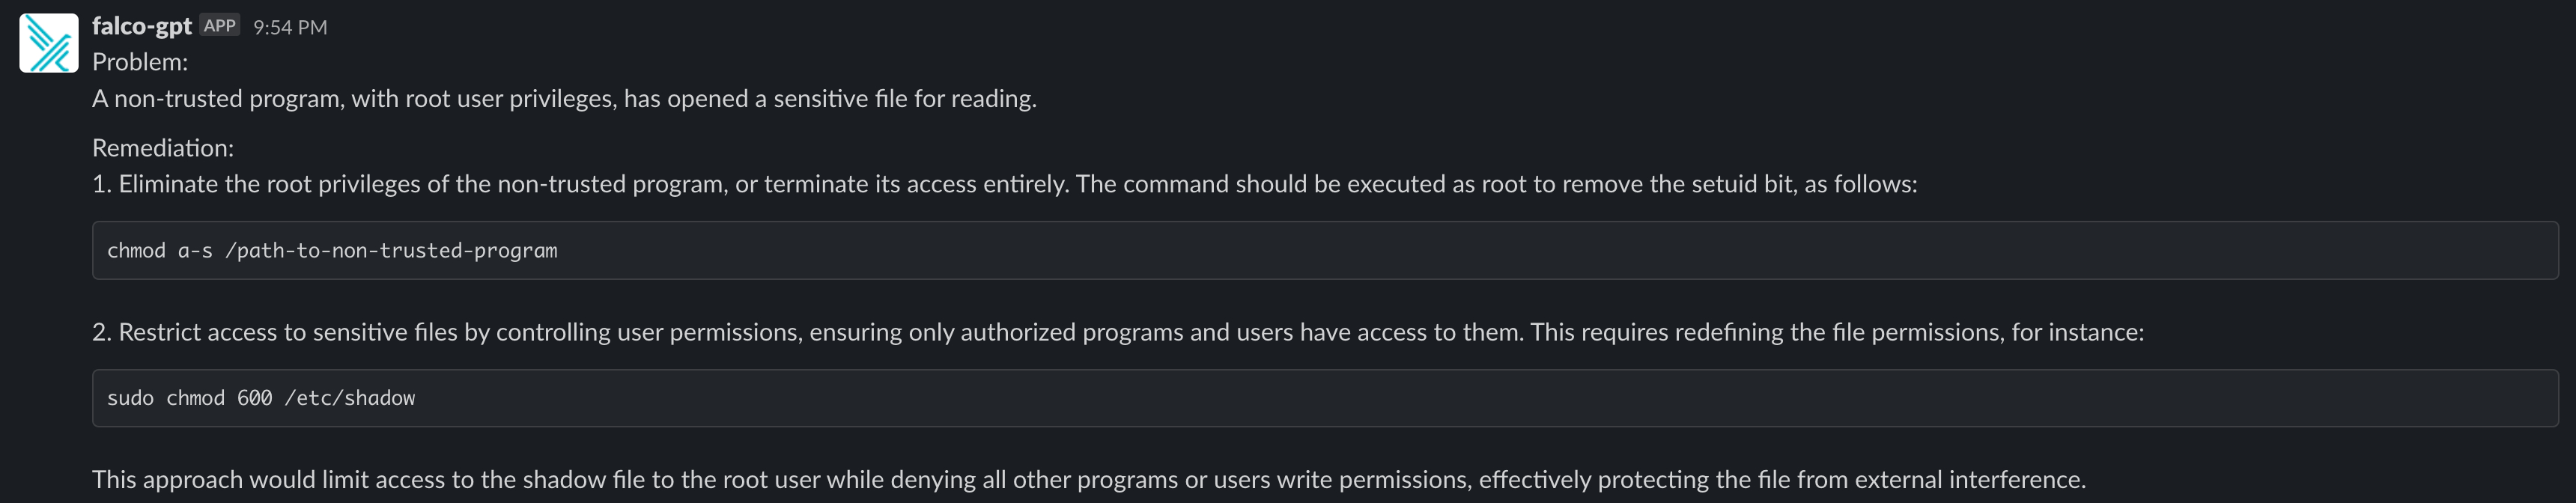 falco-gpt APP 9:54 PM
Problem:
A non-trusted program, with root user privileges, has opened a sensitive file for reading.
Remediation:
1. Eliminate the root privileges of the non-trusted program, or terminate its access entirely. The command should be executed as root to remove the setuid bit, as follows:
chmod a-s /path-to-non-trusted-program
2. Restrict access to sensitive files by controlling user permissions, ensuring only authorized programs and users have access to them. This requires redefining the file permissions, for instance:
sudo chmod 600 /etc/shadow
This approach would limit access to the shadow file to the root user while denying all other programs or users write permissions, effectively protecting the file from external interference.